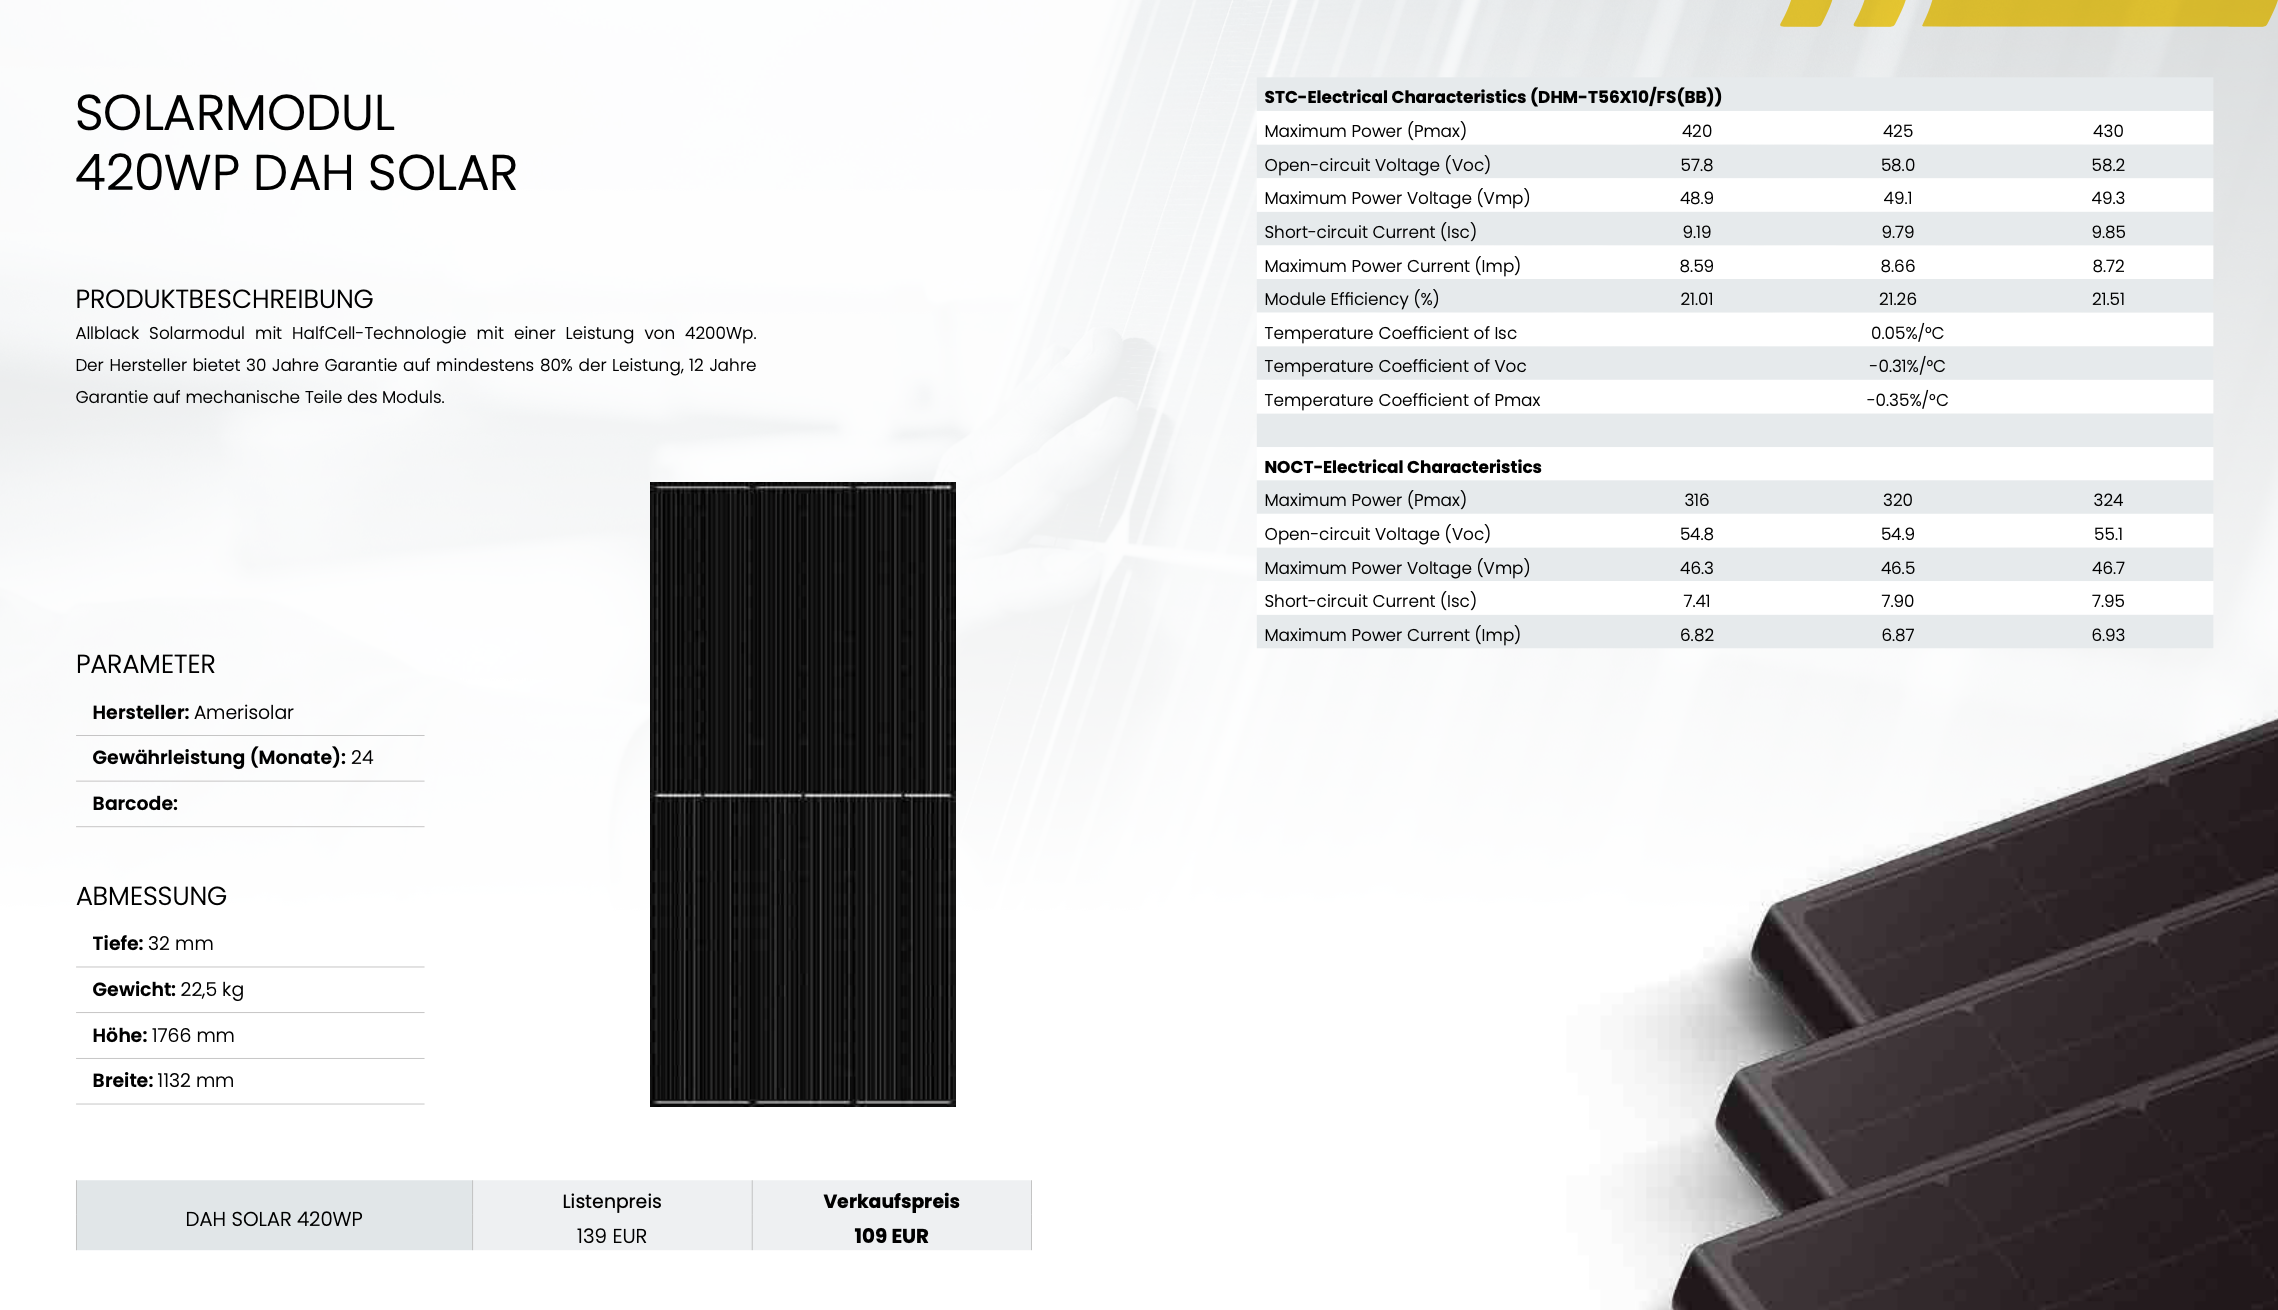 SOLARMODUL
420WP DAH SOLAR
PRODUKTBESCHREIBUNG
Allblack Solarmodul mit HalfCell-Technologie mit einer Leistung von 4200Wp.
Der Hersteller bietet 30 Jahre Garantie auf mindestens 80% der Leistung, 12 Jahre
Garantie auf mechanische Teile des Moduls.
PARAMETER
Hersteller: Amerisolar
Gewährleistung (Monate): 24
Barcode:
ABMESSUNG
Tiefe: 32 mm
Gewicht: 22,5 kg
Höhe: 1766 mm
Breite: 1132 mm
DAH SOLAR 420WP
Listenpreis
139 EUR
Verkaufspreis
109 EUR
STC-Electrical Characteristics (DHM-T56X10/FS(BB))
Maximum Power (Pmax) 420 425 430
Open-circuit Voltage (Voc) 57.8 58.0 58.2
Maximum Power Voltage (Vmp) 48.9 49.1 49.3
Short-circuit Current (Isc) 9.19 9.79 9.85
Maximum Power Current (Imp) 8.59 8.66 8.72
Module Efficiency (%) 21.01 21.26 21.51
Temperature Coefficient of Isc 0.05%/°C
Temperature Coefficient of Voc -0.31%/°C
Temperature Coefficient of Pmax -0.35%/°C
NOCT-Electrical Characteristics
Maximum Power (Pmax) 316 320 324
Open-circuit Voltage (Voc) 54.8 54.9 55.1
Maximum Power Voltage (Vmp) 46.3 46.5 46.7
Short-circuit Current (Isc) 7.41 7.90 7.95
Maximum Power Current (Imp) 6.82 6.87 6.93